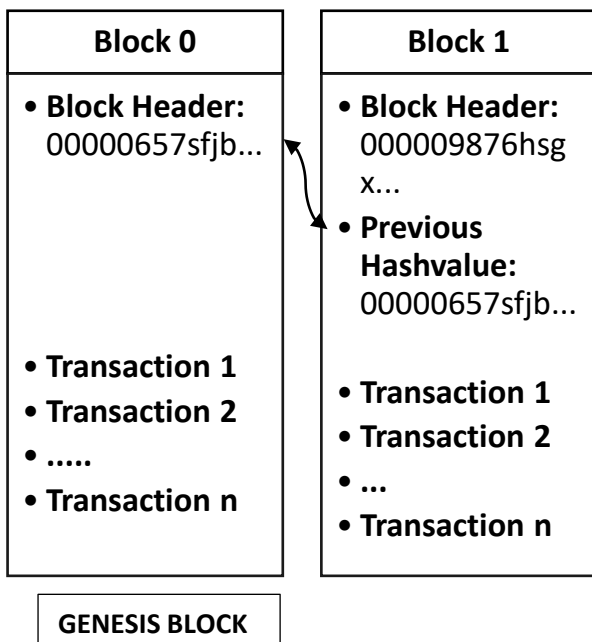 Block 0
• Block Header:
00000657sfjb...
• Transaction 1
• Transaction 2
• .....
• Transaction n
GENESIS BLOCK
Block 1
• Block Header:
000009876hsg
x...
• Previous
Hashvalue:
00000657sfjb...
• Transaction 1
• Transaction 2
• ...
• Transaction n